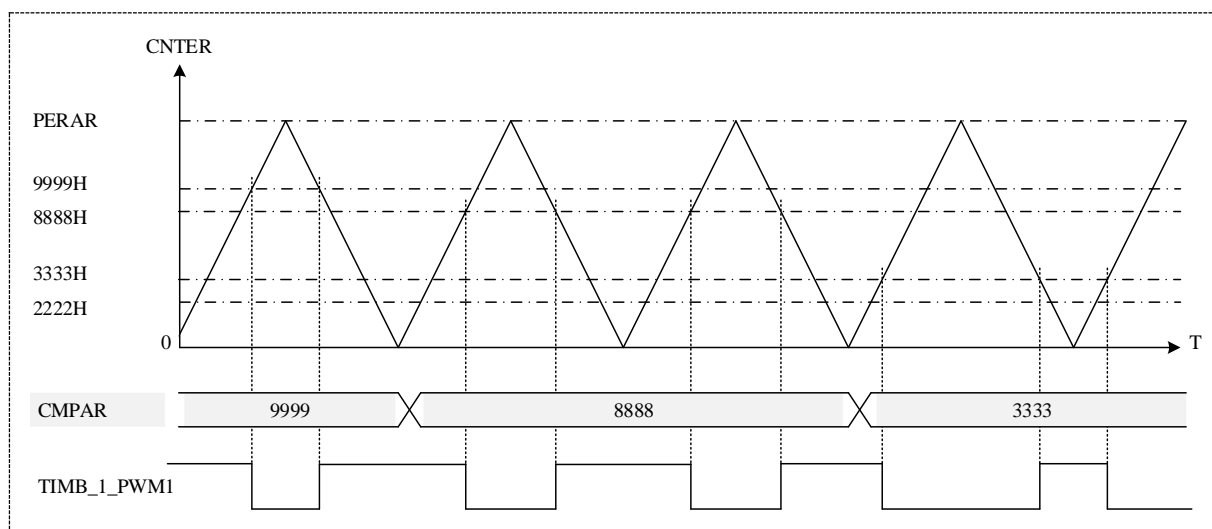 CNTER
PERAR
9999H
8888H
3333H
2222H
0
T
CMPAR 9999 8888 3333
TIMB_1_PWM1